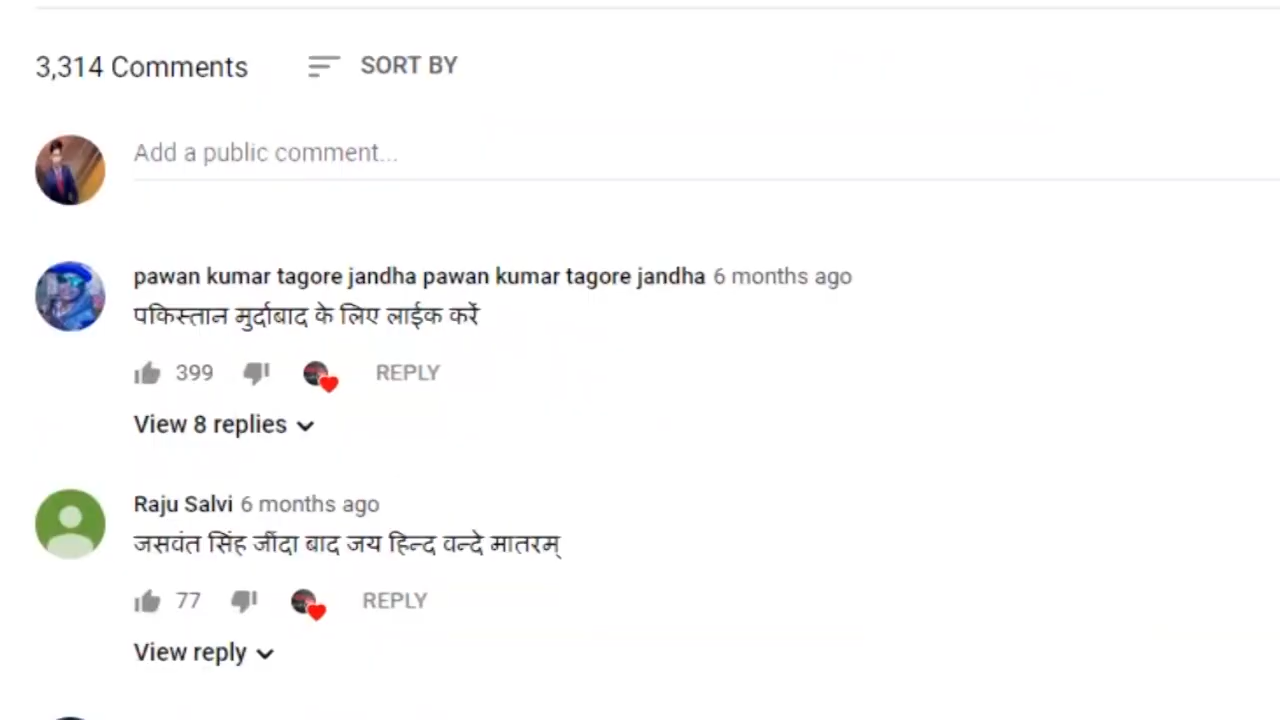 3,314 Comments SORT BY
Add a public comment...
pawan kumar tagore jandha pawan kumar tagore jandha 6 months ago
पकिस्तान मुर्दाबाद के लिए लाईक करें
399 REPLY
View 8 replies
Raju Salvi 6 months ago
जसवंत सिंह जींदा बाद जय हिन्द वन्दे मातरम्
77 REPLY
View reply